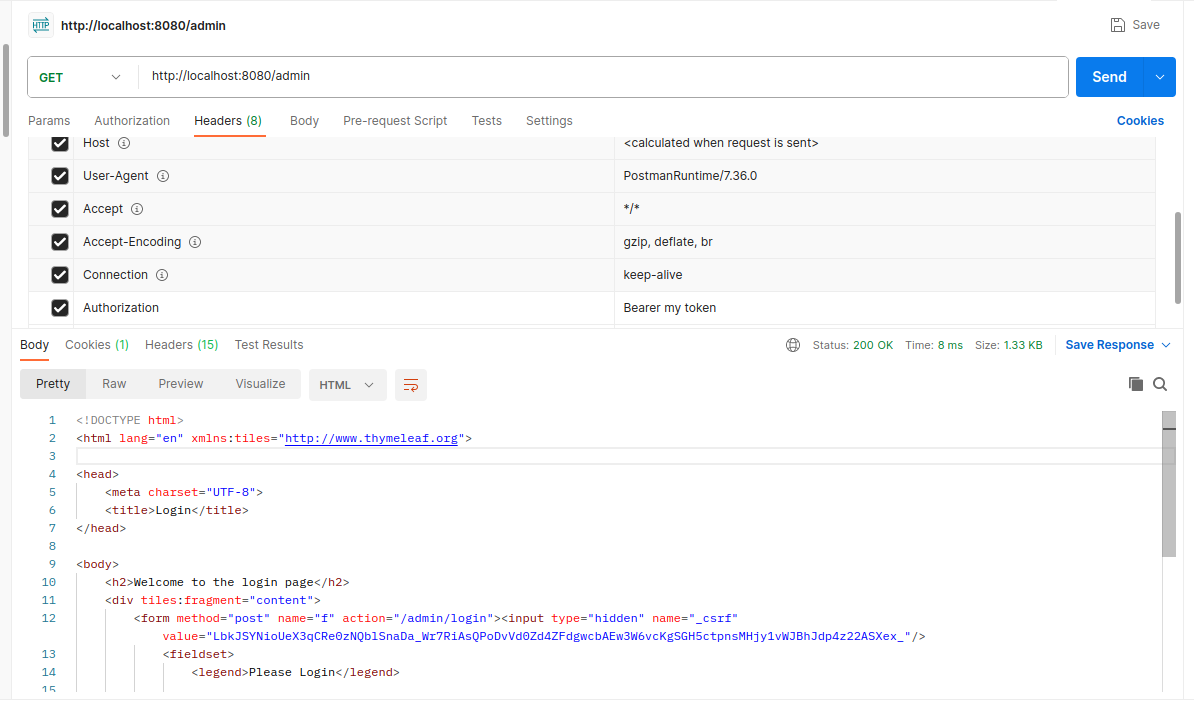 HTTP http://localhost:8080/admin Save
GET http://localhost:8080/admin Send
Params Authorization Headers (8) Body Pre-request Script Tests Settings Cookies
Host <calculated when request is sent>
User-Agent PostmanRuntime/7.36.0
Accept */*
Accept-Encoding gzip, deflate, br
Connection keep-alive
Authorization Bearer my token
Body Cookies (1) Headers (15) Test Results Status: 200 OK Time: 8 ms Size: 1.33 KB Save Response
Pretty Raw Preview Visualize HTML
1 <!DOCTYPE html>
2 <html lang="en" xmlns:tiles="http://www.thymeleaf.org">
3
4 <head>
5 <meta charset="UTF-8">
6 <title>Login</title>
7 </head>
8
9 <body>
10 <h2>Welcome to the login page</h2>
11 <div tiles:fragment="content">
12 <form method="post" name="f" action="/admin/login"><input type="hidden" name="_csrf"
value="LbkJSYNioUeX3qCRe0zNQblSnaDa_Wr7RiAsQPoDvVd0Zd4ZFdgwcbAEw3W6vcKgSGH5ctpnsMHjy1vWJBhJdp4z22ASXex_"/>
13 <fieldset>
14 <legend>Please Login</legend>
15